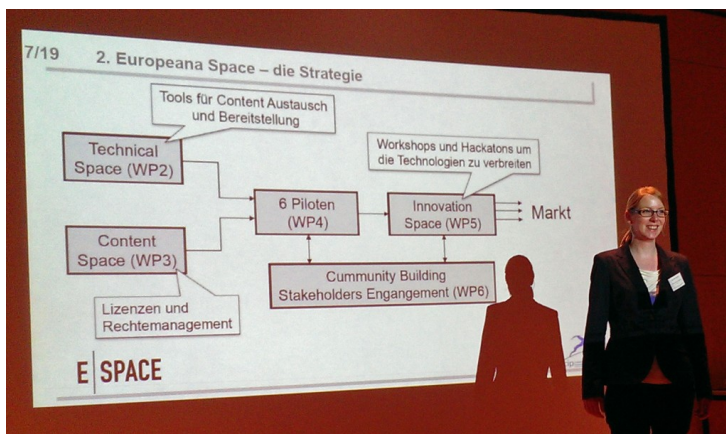 7/19
2. Europeana Space – die Strategie
Tools für Content Austausch
und Bereitstellung
Technical
Space (WP2)
Workshops und Hackatons um
die Technologien zu verbreiten
6 Piloten
(WP4)
Innovation
Space (WP5)
Markt
Content
Space (WP3)
Cummunity Building
Stakeholders Engangement (WP6)
Lizenzen und
Rechtemanagement
E SPACE